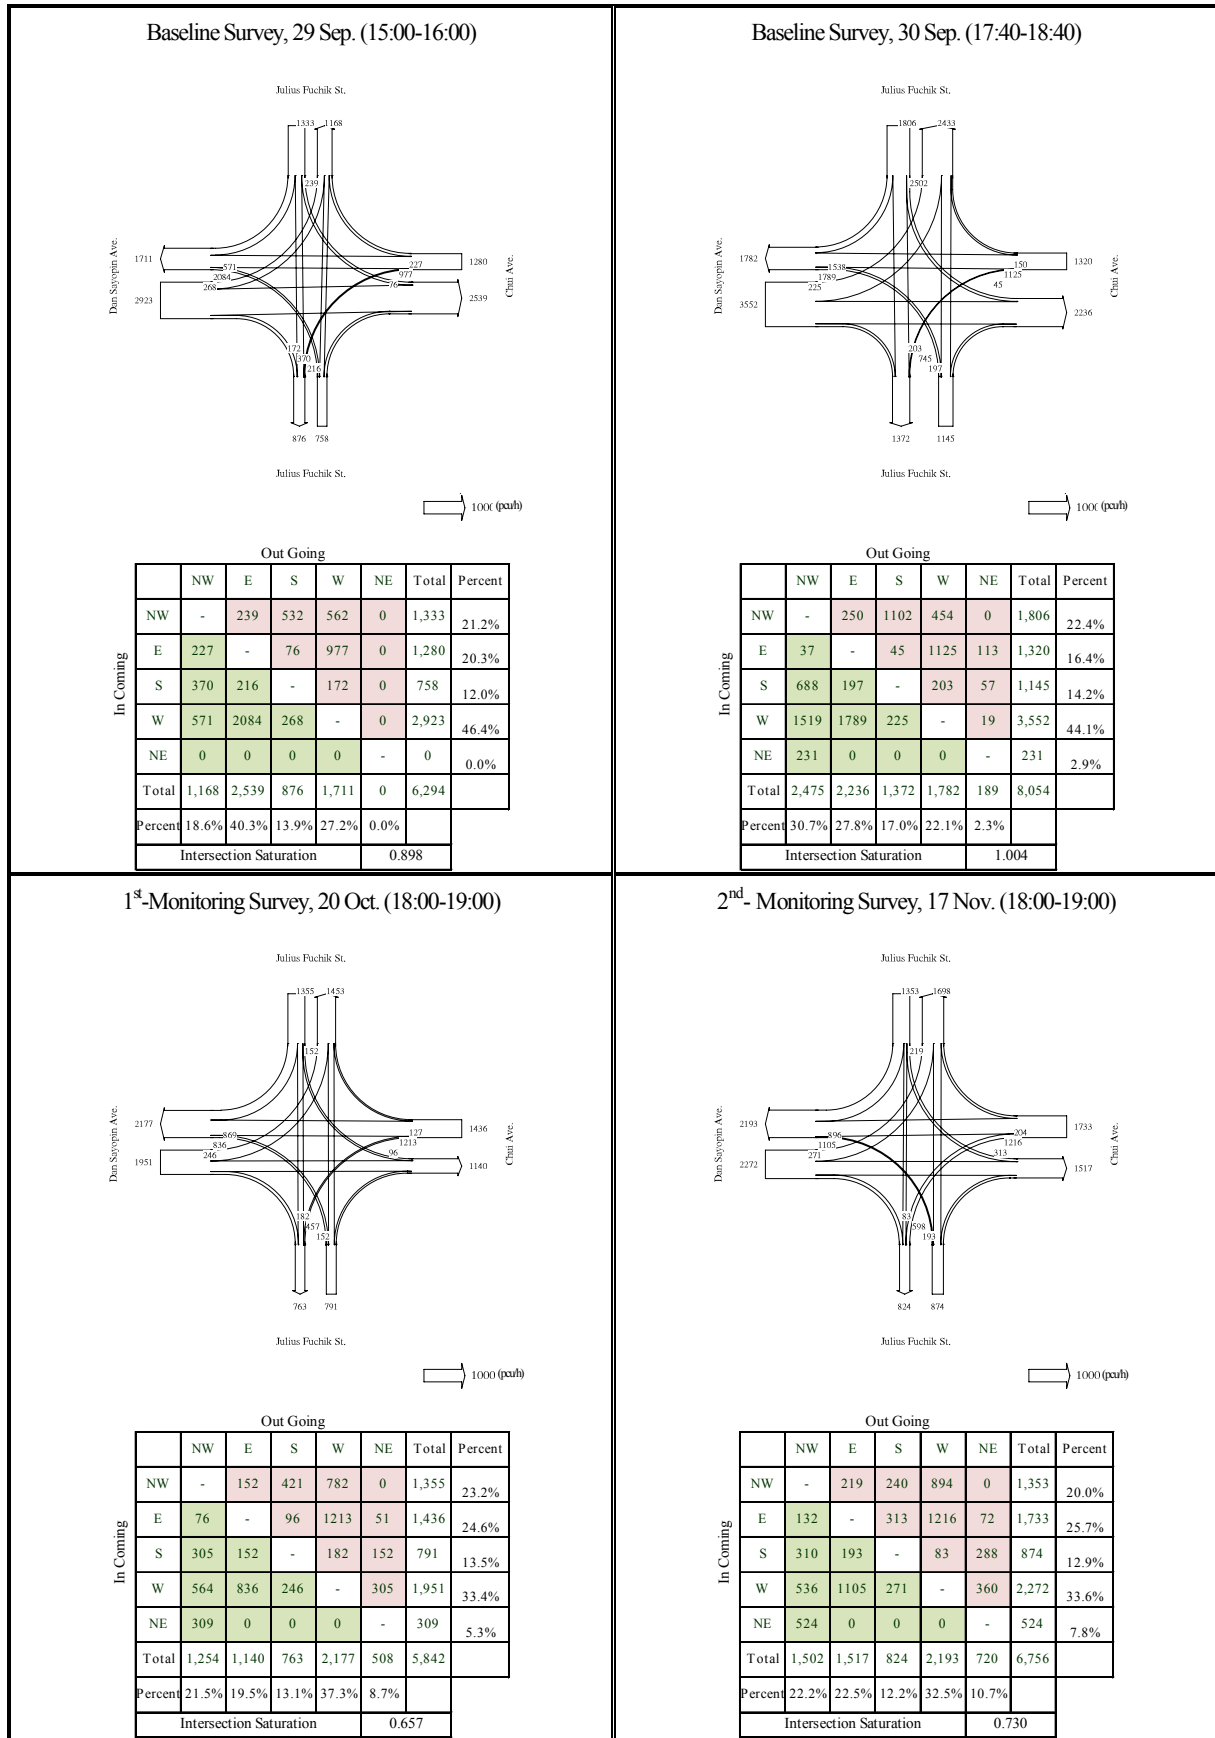 Baseline Survey, 29 Sep. (15:00-16:00)
Julius Fuchik St.
1333 1168
239
Dan Sayopin Ave.
1711
2923
571
2084
268
227
977
76
1280
2539
Chui Ave.
172
370
216
876 758
Julius Fuchik St.
(pcu/h)
Out Going
In Coming
NW E S W NE Total Percent
NW - 239 532 562 0 1,333 21.2%
E 227 - 76 977 0 1,280 20.3%
S 370 216 - 172 0 758 12.0%
W 571 2084 268 - 0 2,923 46.4%
NE 0 0 0 0 - 0 0.0%
Total 1,168 2,539 876 1,711 0 6,294
Percent 18.6% 40.3% 13.9% 27.2% 0.0%
Intersection Saturation 0.898
Baseline Survey, 30 Sep. (17:40-18:40)
Julius Fuchik St.
1806 2433
2502
Dan Sayopin Ave.
1782
3552
1538
1789
225
150
1125
45
1320
2236
Chui Ave.
203
745
197
1372 1145
Julius Fuchik St.
(pcu/h)
Out Going
In Coming
NW E S W NE Total Percent
NW - 250 1102 454 0 1,806 22.4%
E 37 - 45 1125 113 1,320 16.4%
S 688 197 - 203 57 1,145 14.2%
W 1519 1789 225 - 19 3,552 44.1%
NE 231 0 0 0 - 231 2.9%
Total 2,475 2,236 1,372 1,782 189 8,054
Percent 30.7% 27.8% 17.0% 22.1% 2.3%
Intersection Saturation 1.004
1st-Monitoring Survey, 20 Oct. (18:00-19:00)
Julius Fuchik St.
1355 1453
152
Dan Sayopin Ave.
2177
1951
869
836
246
127
1213
96
1436
1140
Chui Ave.
182
457
152
763 791
Julius Fuchik St.
1000 (pcu/h)
Out Going
In Coming
NW E S W NE Total Percent
NW - 152 421 782 0 1,355 23.2%
E 76 - 96 1213 51 1,436 24.6%
S 305 152 - 182 152 791 13.5%
W 564 836 246 - 305 1,951 33.4%
NE 309 0 0 0 - 309 5.3%
Total 1,254 1,140 763 2,177 508 5,842
Percent 21.5% 19.5% 13.1% 37.3% 8.7%
Intersection Saturation 0.657
2nd- Monitoring Survey, 17 Nov. (18:00-19:00)
Julius Fuchik St.
1353 1698
219
Dan Sayopin Ave.
2193
2272
896
1105
271
204
1216
313
1733
1517
Chui Ave.
83
598
193
824 874
Julius Fuchik St.
1000 (pcu/h)
Out Going
In Coming
NW E S W NE Total Percent
NW - 219 240 894 0 1,353 20.0%
E 132 - 313 1216 72 1,733 25.7%
S 310 193 - 83 288 874 12.9%
W 536 1105 271 - 360 2,272 33.6%
NE 524 0 0 0 - 524 7.8%
Total 1,502 1,517 824 2,193 720 6,756
Percent 22.2% 22.5% 12.2% 32.5% 10.7%
Intersection Saturation 0.730